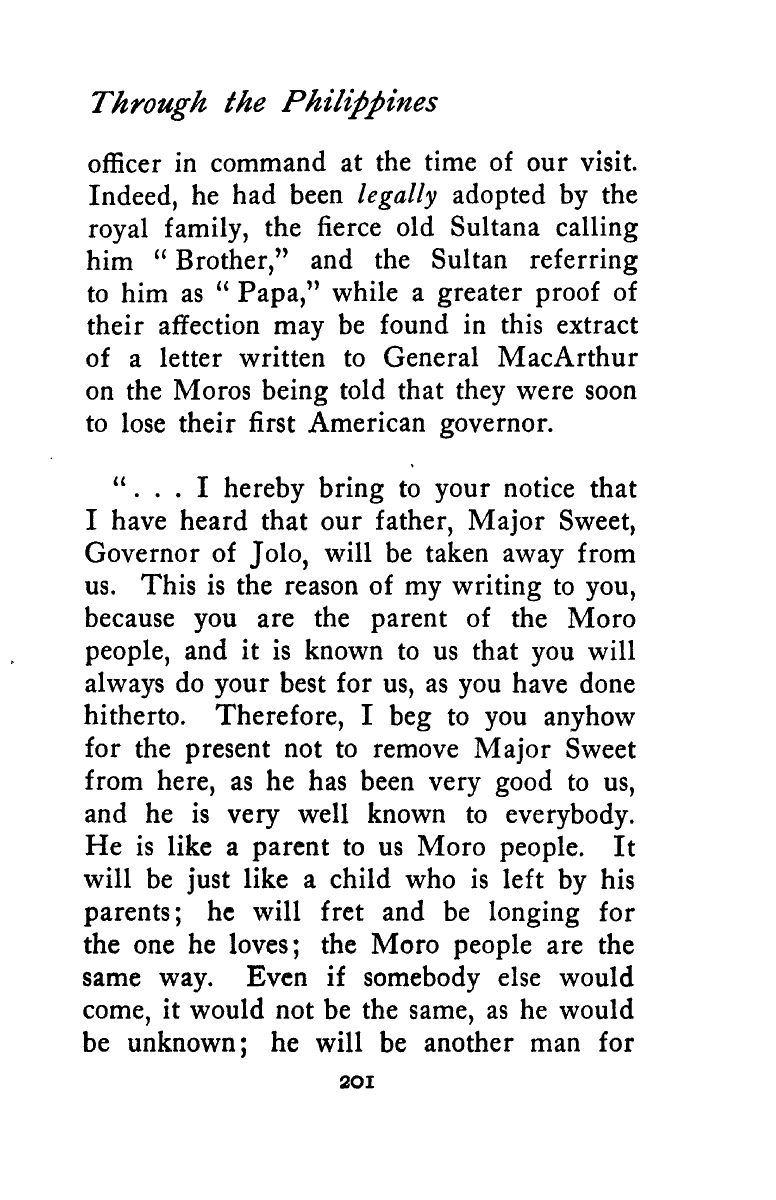 Through the Philippines
officer in command at the time of our visit.
Indeed, he had been legally adopted by the
royal family, the fierce old Sultana calling
him “ Brother,” and the Sultan referring
to him as “ Papa,” while a greater proof of
their affection may be found in this extract
of a letter written to General MacArthur
on the Moros being told that they were soon
to lose their first American governor.
“ . . . I hereby bring to your notice that
I have heard that our father, Major Sweet,
Governor of Jolo, will be taken away from
us. This is the reason of my writing to you,
because you are the parent of the Moro
people, and it is known to us that you will
always do your best for us, as you have done
hitherto. Therefore, I beg to you anyhow
for the present not to remove Major Sweet
from here, as he has been very good to us,
and he is very well known to everybody.
He is like a parent to us Moro people. It
will be just like a child who is left by his
parents; he will fret and be longing for
the one he loves; the Moro people are the
same way. Even if somebody else would
come, it would not be the same, as he would
be unknown; he will be another man for
201